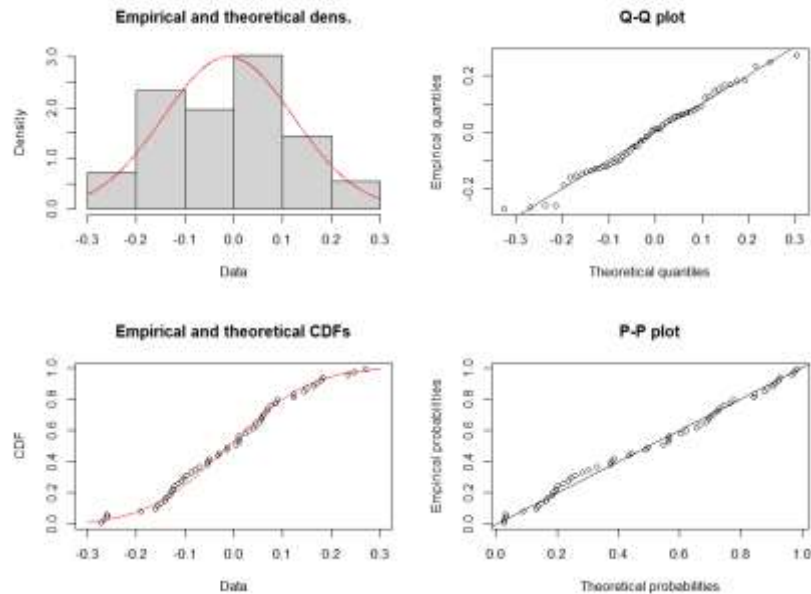 Empirical and theoretical dens.
Density
0.0 1.0 2.0 3.0
-0.3 -0.2 -0.1 0.0 0.1 0.2 0.3
Data
Q-Q plot
Empirical quantiles
-0.2 0.0 0.2
-0.3 -0.2 -0.1 0.0 0.1 0.2 0.3
Theoretical quantiles
Empirical and theoretical CDFs
CDF
0.0 0.2 0.4 0.6 0.8 1.0
-0.3 -0.2 -0.1 0.0 0.1 0.2 0.3
Data
P-P plot
Empirical probabilities
0.0 0.2 0.4 0.6 0.8 1.0
0.0 0.2 0.4 0.6 0.8 1.0
Theoretical probabilities